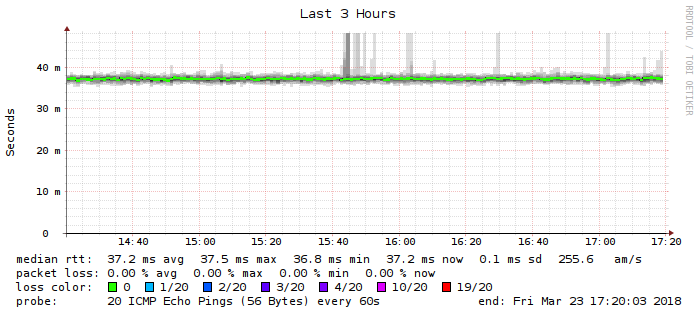 Last 3 Hours
RRDTOOL / TOBI OETIKER
Seconds
40 m
30 m
20 m
10 m
0
14:40 15:00 15:20 15:40 16:00 16:20 16:40 17:00 17:20
median rtt: 37.2 ms avg 37.5 ms max 36.8 ms min 37.2 ms now 0.1 ms sd 255.6 am/s
packet loss: 0.00 % avg 0.00 % max 0.00 % min 0.00 % now
loss color: 0 1/20 2/20 3/20 4/20 10/20 19/20
probe: 20 ICMP Echo Pings (56 Bytes) every 60s end: Fri Mar 23 17:20:03 2018